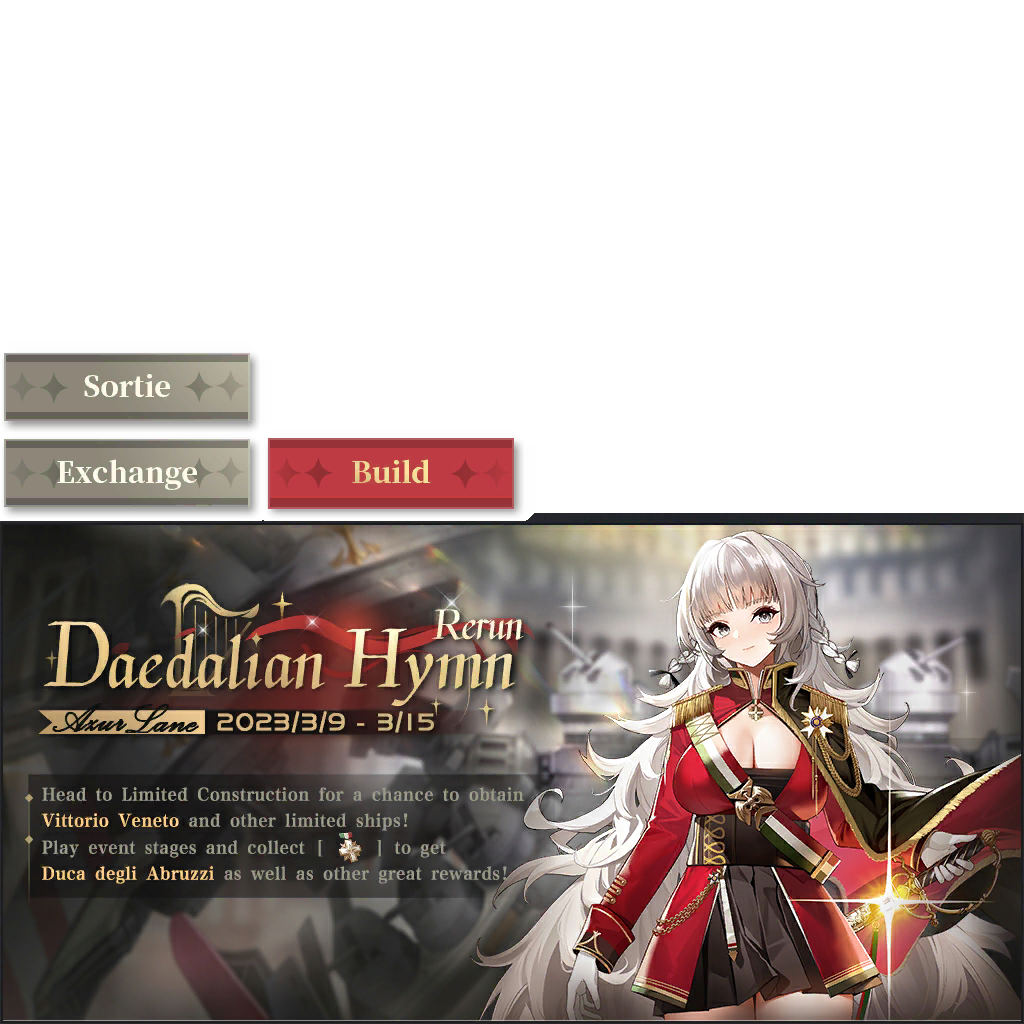 Sortie
Exchange
Build
Rerun
Daedalian Hymn
Azur Lane 2023/3/9 - 3/15
Head to Limited Construction for a chance to obtain
Vittorio Veneto and other limited ships!
Play event stages and collect [ ] to get
Duca degli Abruzzi as well as other great rewards!